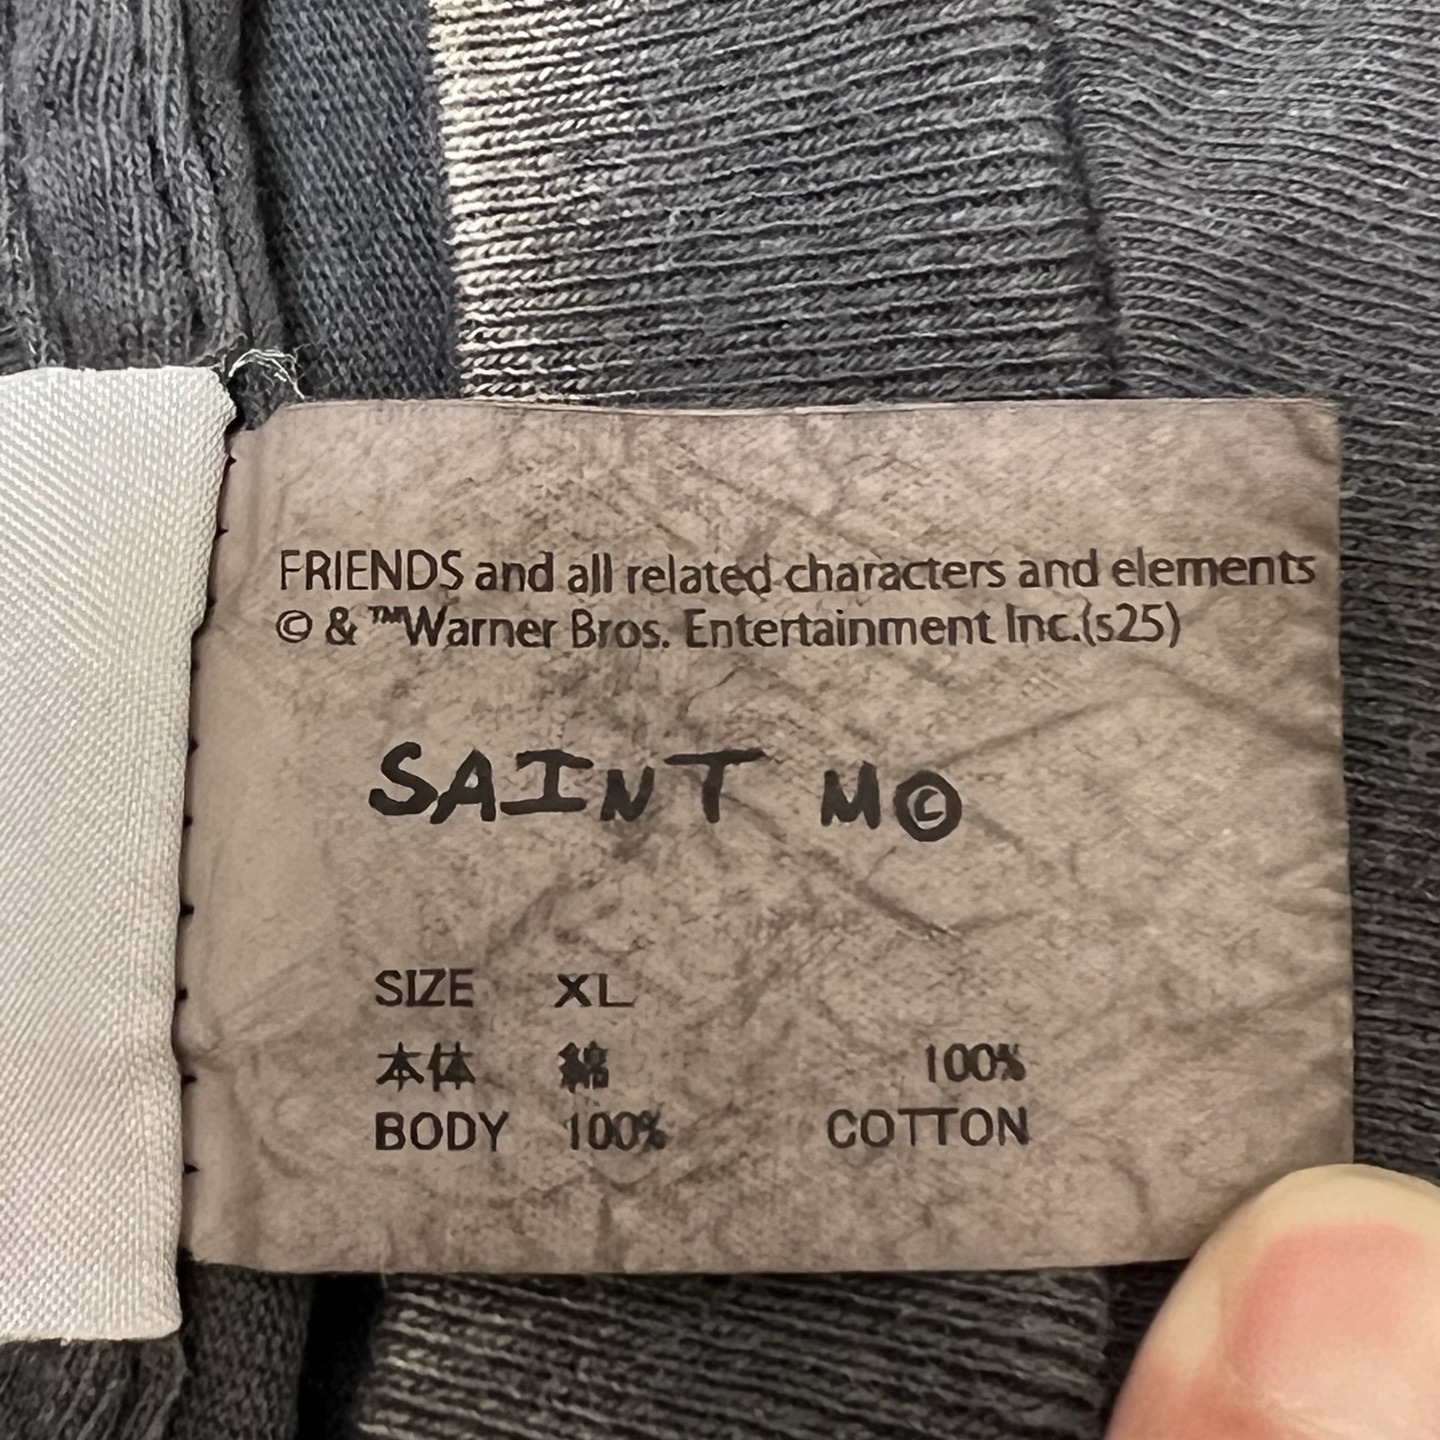 FRIENDS and all related characters and elements
© & ™Warner Bros. Entertainment Inc.(s25)
SAINT M©
SIZE XL
本体 綿 100%
BODY 100% COTTON